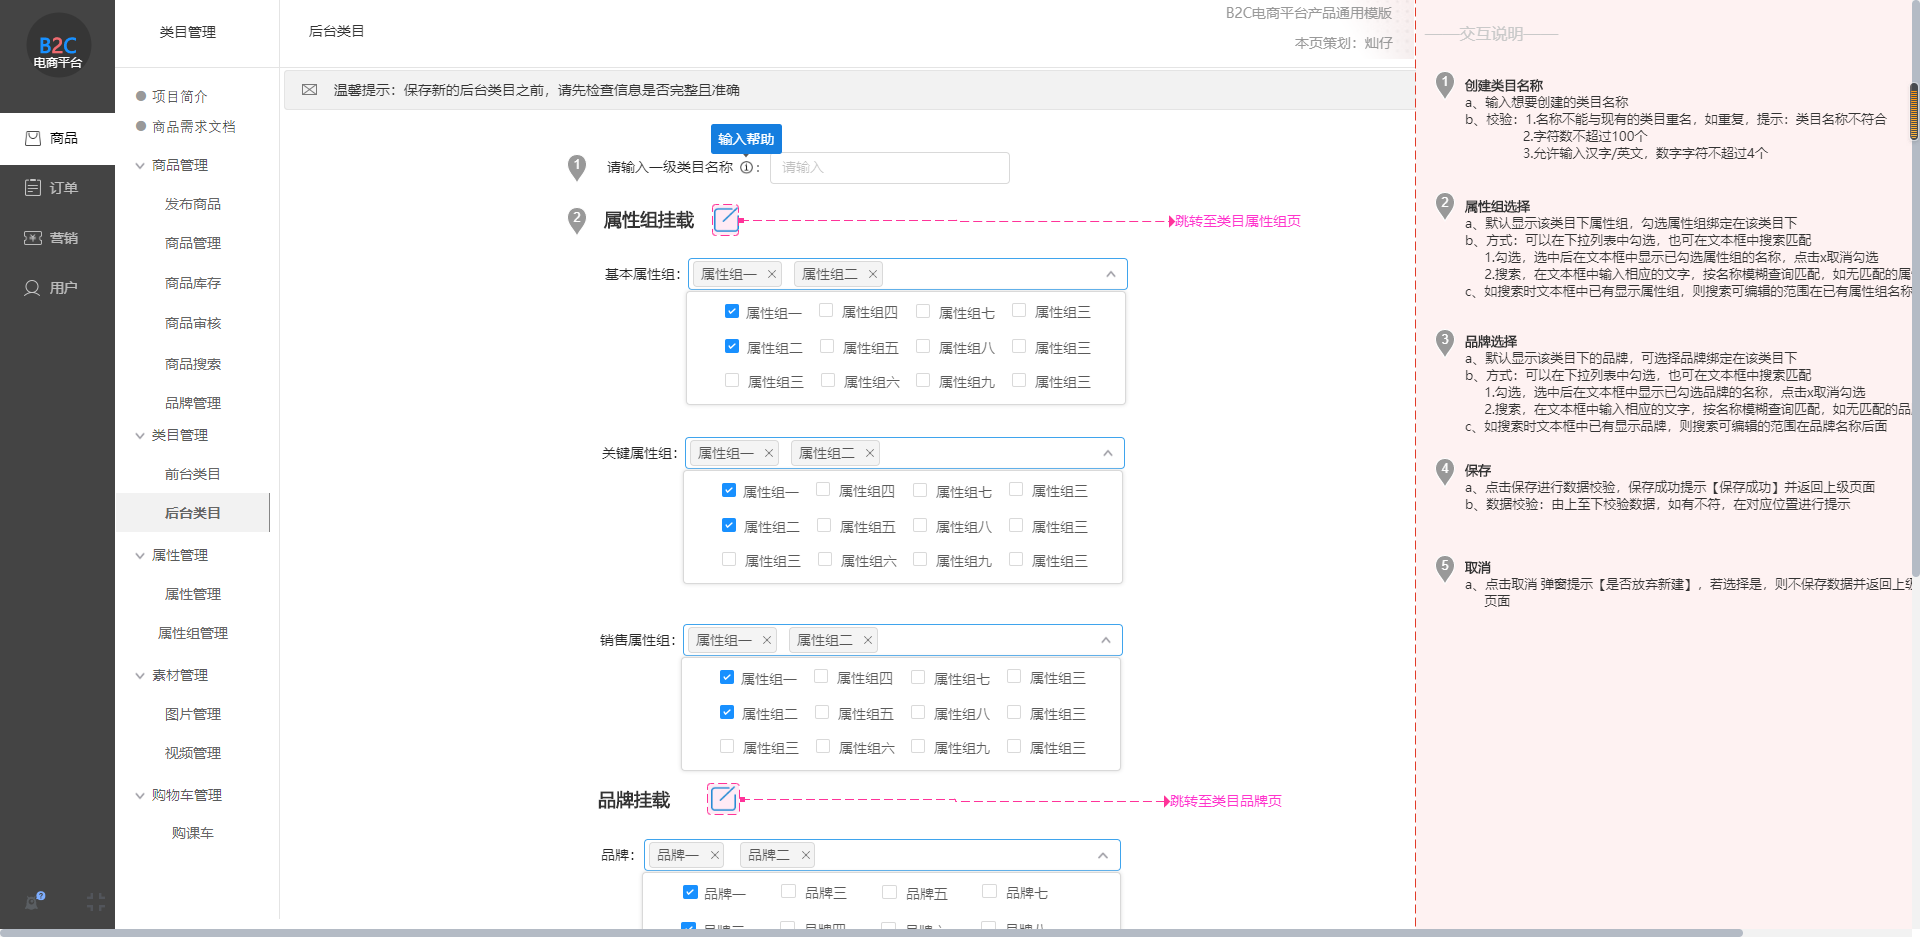 B2C
电商平台
商品
订单
营销
用户
类目管理
项目简介
商品需求文档
商品管理
发布商品
商品管理
商品库存
商品审核
商品搜索
品牌管理
类目管理
前台类目
后台类目
属性管理
属性管理
属性组管理
素材管理
图片管理
视频管理
购物车管理
购课车
后台类目
B2C电商平台产品通用模版
本页策划：灿仔
温馨提示：保存新的后台类目之前，请先检查信息是否完整且准确
输入帮助
1 请输入一级类目名称 ： 请输入
2 属性组挂载 跳转至类目属性组页
基本属性组： 属性组一 属性组二
属性组一 属性组四 属性组七 属性组三
属性组二 属性组五 属性组八 属性组三
属性组三 属性组六 属性组九 属性组三
关键属性组： 属性组一 属性组二
属性组一 属性组四 属性组七 属性组三
属性组二 属性组五 属性组八 属性组三
属性组三 属性组六 属性组九 属性组三
销售属性组： 属性组一 属性组二
属性组一 属性组四 属性组七 属性组三
属性组二 属性组五 属性组八 属性组三
属性组三 属性组六 属性组九 属性组三
品牌挂载 跳转至类目品牌页
品牌： 品牌一 品牌二
品牌一 品牌三 品牌五 品牌七
交互说明
1 创建类目名称
a、输入想要创建的类目名称
b、校验：1.名称不能与现有的类目重名，如重复，提示：类目名称不符合
2.字符数不超过100个
3.允许输入汉字/英文，数字字符不超过4个
2 属性组选择
a、默认显示该类目下属性组，勾选属性组绑定在该类目下
b、方式：可以在下拉列表中勾选，也可在文本框中搜索匹配
1.勾选，选中后在文本框中显示已勾选属性组的名称，点击x取消勾选
2.搜索，在文本框中输入相应的文字，按名称模糊查询匹配，如无匹配的属
c、如搜索时文本框中已有显示属性组，则搜索可编辑的范围在已有属性组名称
3 品牌选择
a、默认显示该类目下的品牌，可选择品牌绑定在该类目下
b、方式：可以在下拉列表中勾选，也可在文本框中搜索匹配
1.勾选，选中后在文本框中显示已勾选品牌的名称，点击x取消勾选
2.搜索，在文本框中输入相应的文字，按名称模糊查询匹配，如无匹配的品
c、如搜索时文本框中已有显示品牌，则搜索可编辑的范围在品牌名称后面
4 保存
a、点击保存进行数据校验，保存成功提示【保存成功】并返回上级页面
b、数据校验：由上至下校验数据，如有不符，在对应位置进行提示
5 取消
a、点击取消 弹窗提示【是否放弃新建】，若选择是，则不保存数据并返回上级
页面